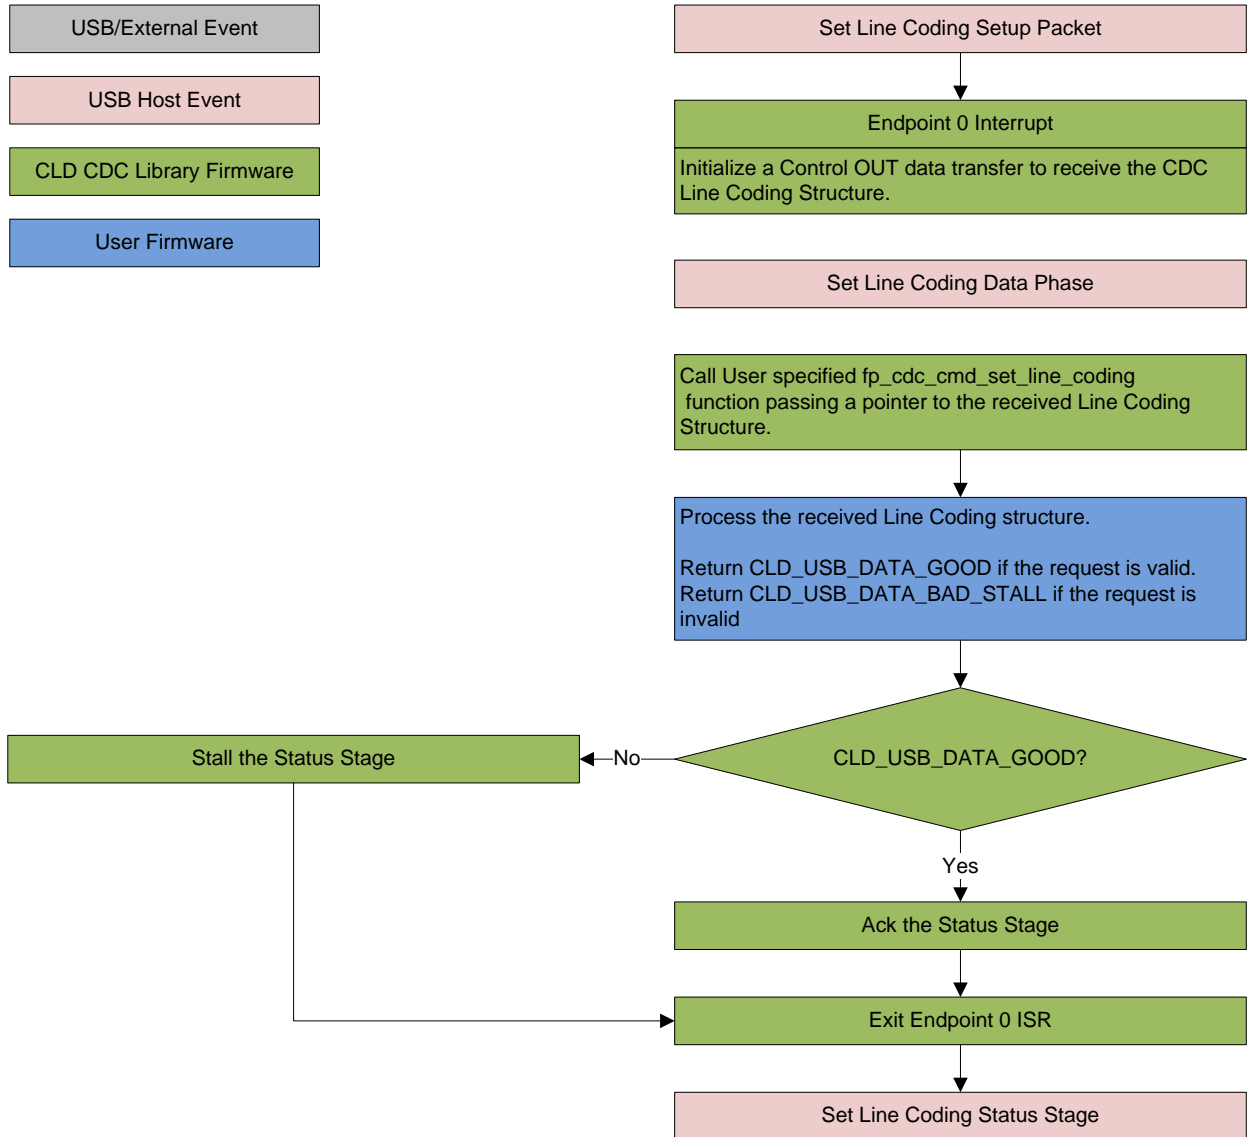 USB/External Event
USB Host Event
CLD CDC Library Firmware
User Firmware
Set Line Coding Setup Packet
Endpoint 0 Interrupt
Initialize a Control OUT data transfer to receive the CDC
Line Coding Structure.
Set Line Coding Data Phase
Call User specified fp_cdc_cmd_set_line_coding
function passing a pointer to the received Line Coding
Structure.
Process the received Line Coding structure.
Return CLD_USB_DATA_GOOD if the request is valid.
Return CLD_USB_DATA_BAD_STALL if the request is
invalid
CLD_USB_DATA_GOOD?
No
Stall the Status Stage
Yes
Ack the Status Stage
Exit Endpoint 0 ISR
Set Line Coding Status Stage